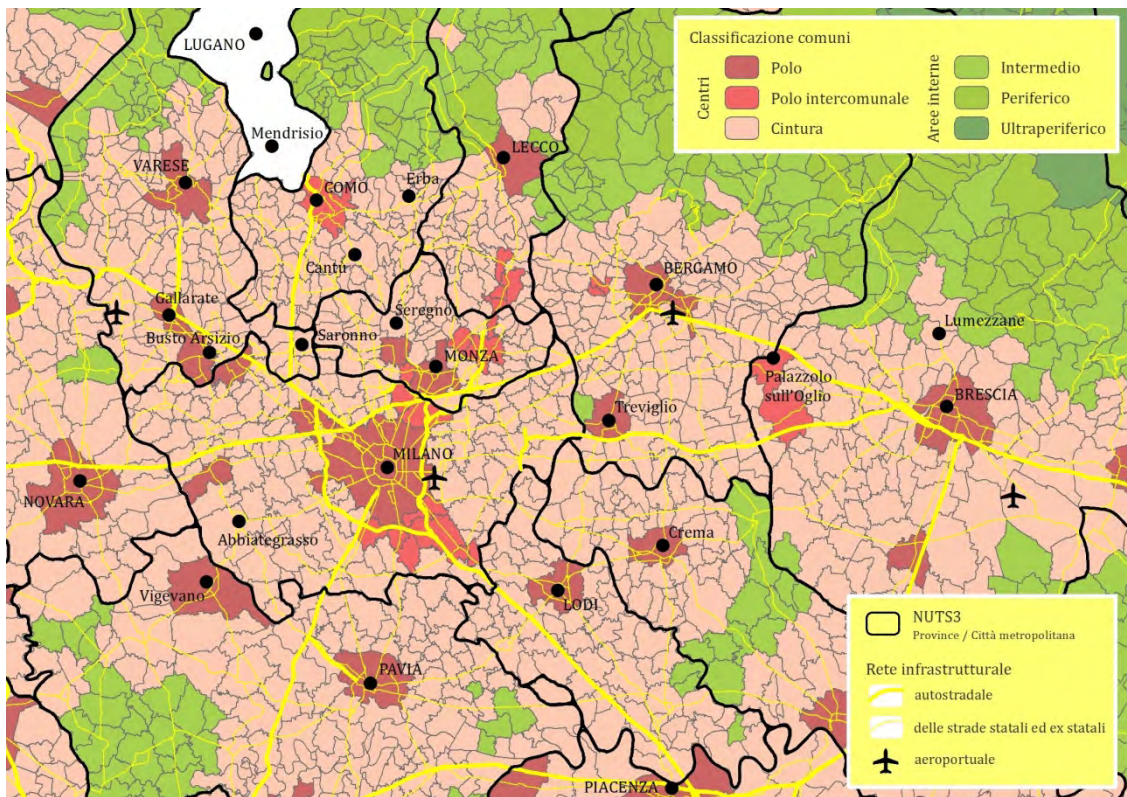 Classificazione comuni
Centri
Polo
Polo intercomunale
Cintura
Aree interne
Intermedio
Periferico
Ultraperiferico
LUGANO
Mendrisio
VARESE
COMO
Erba
LECCO
Cantu
BERGAMO
Gallarate
Seregno
Lumezzane
Busto Arsizio
Saronno
MONZA
Palazzolo
sull'Oglio
BRESCIA
Treviglio
MILANO
NOVARA
Abbiategrasso
Crema
Vigevano
LODI
PAVIA
PIACENZA
NUTS3
Province / Città metropolitana
Rete infrastrutturale
autostradale
delle strade statali ed ex statali
aeroportuale